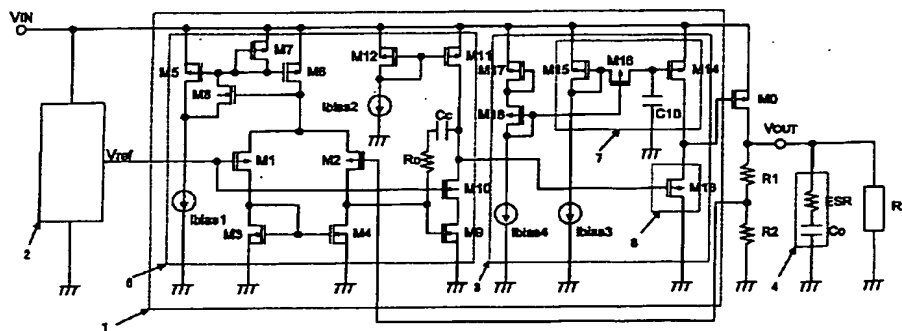 VIN
M5
M7
M6
M8
M12
M11
Ibias2
Cc
Rc
Vref
M1
M2
M10
M9
Ibias1
M3
M4
M17
M15
M16
M14
M18
C10
7
M13
8
Ibias4
Ibias3
M0
VOUT
R1
R2
ESR
Co
4
R
2
6
3
1